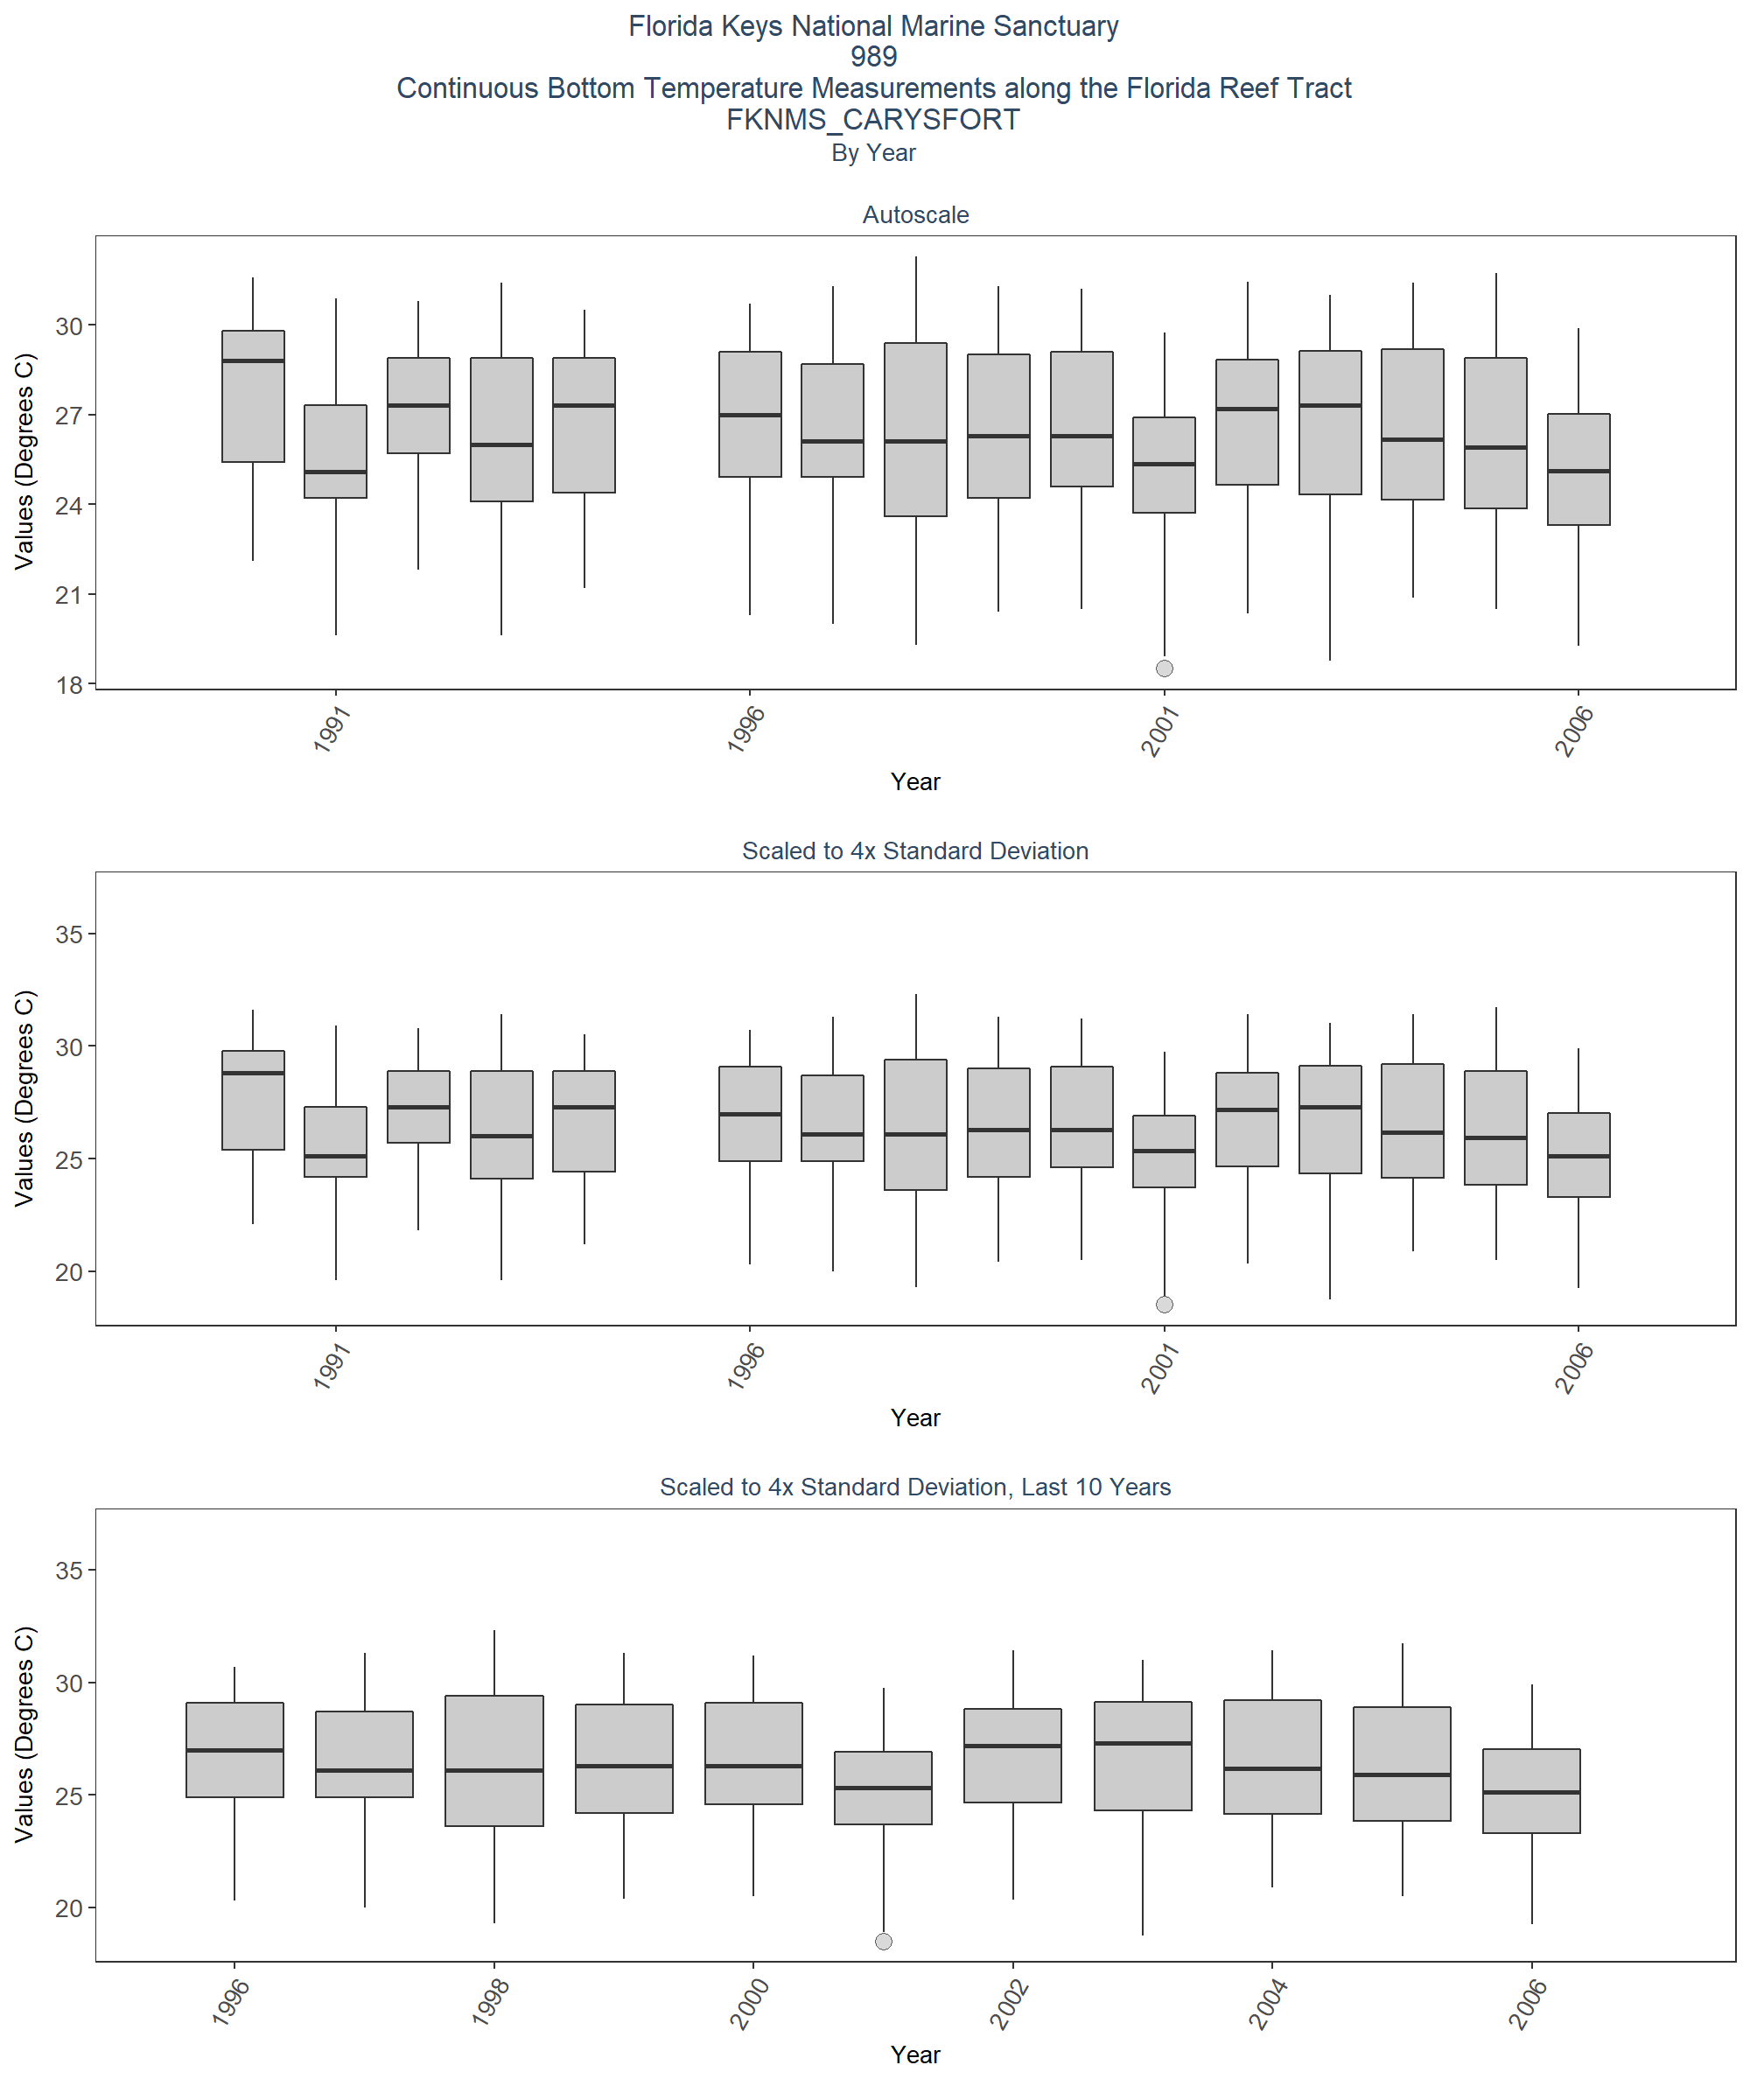 Florida Keys National Marine Sanctuary
989
Continuous Bottom Temperature Measurements along the Florida Reef Tract
FKNMS_CARYSFORT
By Year
Autoscale
Values (Degrees C)
30
27
24
21
18
1991
1996
2001
2006
Year
Scaled to 4x Standard Deviation
Values (Degrees C)
35
30
25
20
1991
1996
2001
2006
Year
Scaled to 4x Standard Deviation, Last 10 Years
Values (Degrees C)
35
30
25
20
1996
1998
2000
2002
2004
2006
Year